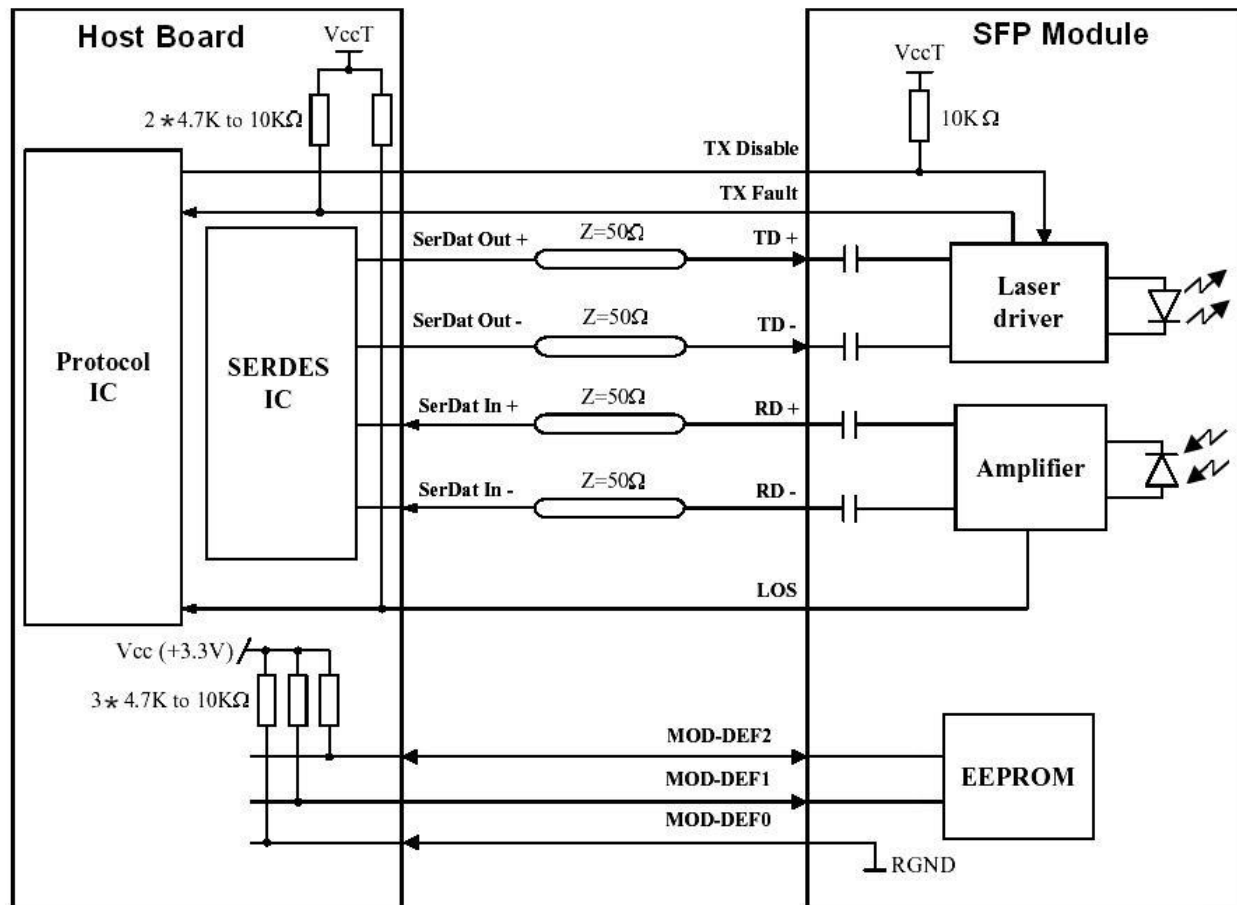 Host Board
SFP Module
VccT
VccT
2*4.7K to 10KΩ
10KΩ
TX Disable
TX Fault
SerDat Out +
Z=50Ω
TD +
SerDat Out -
Z=50Ω
TD -
Laser
driver
Protocol
IC
SERDES
IC
SerDat In +
Z=50Ω
RD +
SerDat In -
Z=50Ω
RD -
Amplifier
LOS
Vcc (+3.3V)
3* 4.7K to 10KΩ
MOD-DEF2
MOD-DEF1
MOD-DEF0
EEPROM
RGND